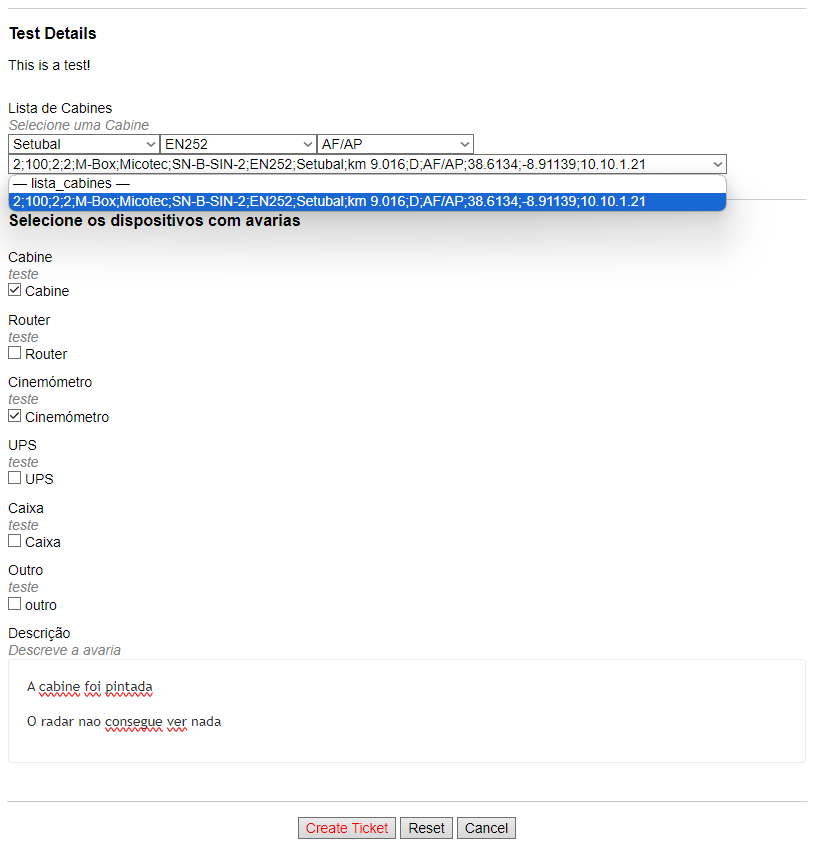 Test Details
This is a test!
Lista de Cabines
Selecione uma Cabine
Setubal EN252 AF/AP
2;100;2;2;M-Box;Micotec;SN-B-SIN-2;EN252;Setubal;km 9.016;D;AF/AP;38.6134;-8.91139;10.10.1.21
— lista_cabines —
2;100;2;2;M-Box;Micotec;SN-B-SIN-2;EN252;Setubal;km 9.016;D;AF/AP;38.6134;-8.91139;10.10.1.21
Selecione os dispositivos com avarias
Cabine
teste
Cabine
Router
teste
Router
Cinemómetro
teste
Cinemómetro
UPS
teste
UPS
Caixa
teste
Caixa
Outro
teste
outro
Descrição
Descreve a avaria
A cabine foi pintada
O radar nao consegue ver nada
Create Ticket Reset Cancel